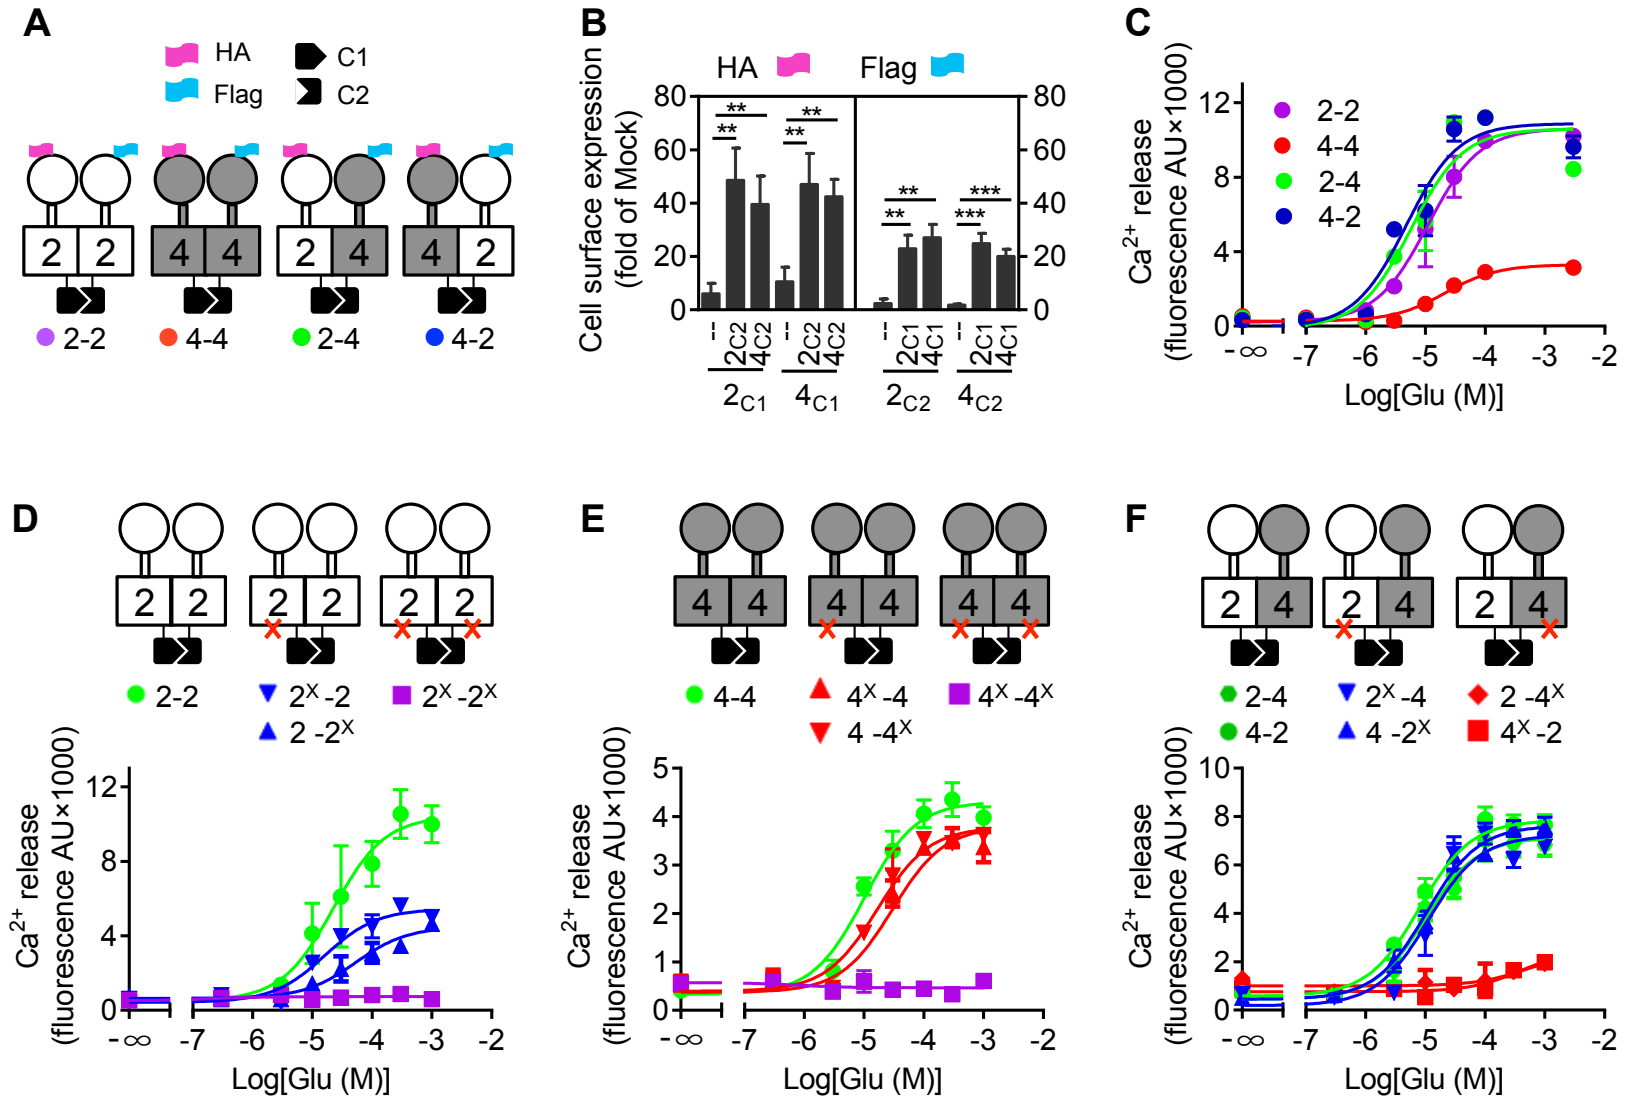 A
HA
C1
Flag
C2
2 2 4 4 2 4 4 2
2-2 4-4 2-4 4-2
B
HA Flag
Cell surface expression
(fold of Mock)
80 80
60 60
40 40
20 20
0 0
** ** ** ** ** ** *** ***
-- 2C2 4C2 -- 2C2 4C2 -- 2C1 4C1 -- 2C1 4C1
2C1 4C1 2C2 4C2
C
Ca2+ release
(fluorescence AU×1000)
12
8
4
0
2-2
4-4
2-4
4-2
-∞ -7 -6 -5 -4 -3 -2
Log[Glu (M)]
D
2 2 2 2 2 2
X X X
2-2 2X-2 2X-2X
2 -2X
Ca2+ release
(fluorescence AU×1000)
12
8
4
0
-∞ -7 -6 -5 -4 -3 -2
Log[Glu (M)]
E
4 4 4 4 4 4
X X X
4-4 4X-4 4X-4X
4 -4X
Ca2+ release
(fluorescence AU×1000)
5
4
3
2
1
0
-∞ -7 -6 -5 -4 -3 -2
Log[Glu (M)]
F
2 4 2 4 2 4
X X
2-4 2X-4 2 -4X
4-2 4 -2X 4X-2
Ca2+ release
(fluorescence AU×1000)
10
8
6
4
2
0
-∞ -7 -6 -5 -4 -3 -2
Log[Glu (M)]